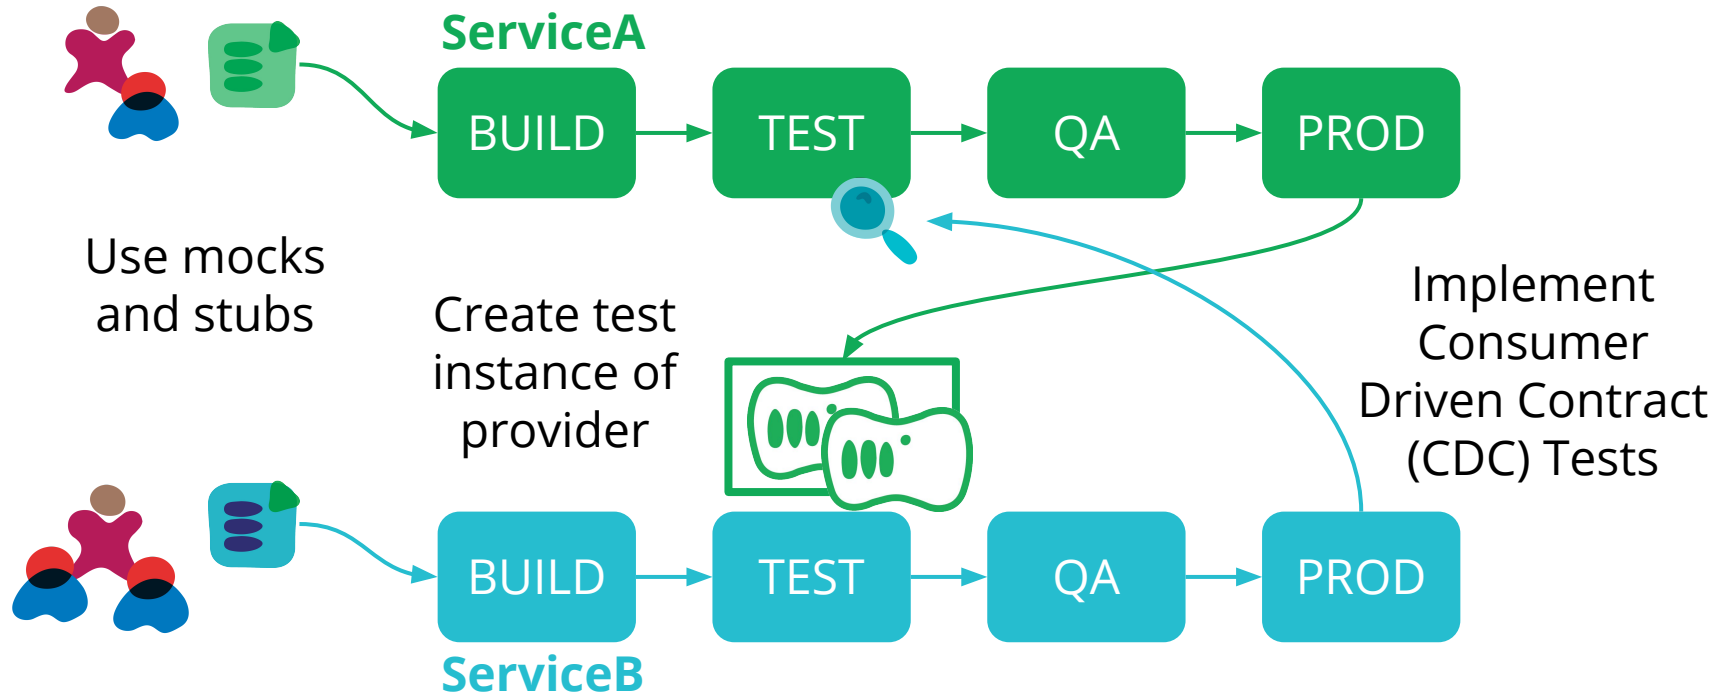 ServiceA
BUILD
TEST
QA
PROD
Use mocks
and stubs
Create test
instance of
provider
Implement
Consumer
Driven Contract
(CDC) Tests
BUILD
TEST
QA
PROD
ServiceB